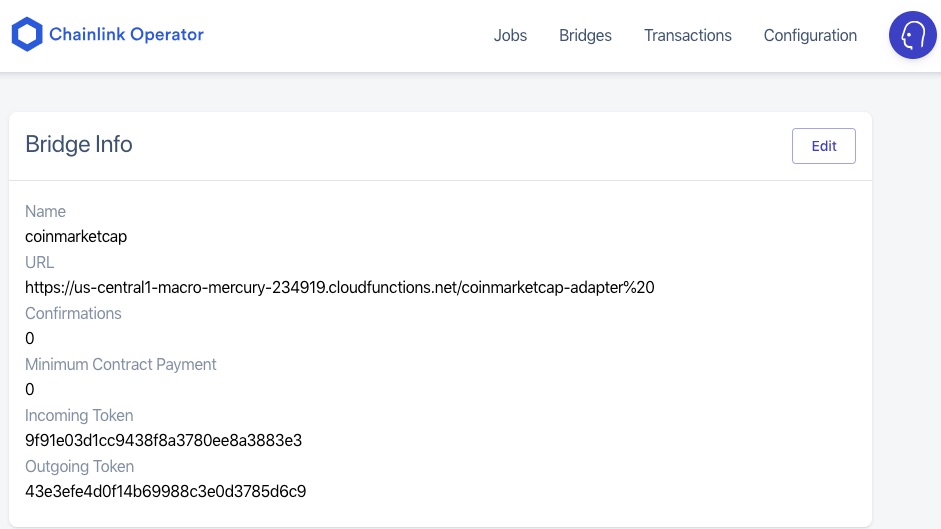 Chainlink Operator
Jobs Bridges Transactions Configuration
Bridge Info
Edit
Name
coinmarketcap
URL
https://us-central1-macro-mercury-234919.cloudfunctions.net/coinmarketcap-adapter%20
Confirmations
0
Minimum Contract Payment
0
Incoming Token
9f91e03d1cc9438f8a3780ee8a3883e3
Outgoing Token
43e3efe4d0f14b69988c3e0d3785d6c9